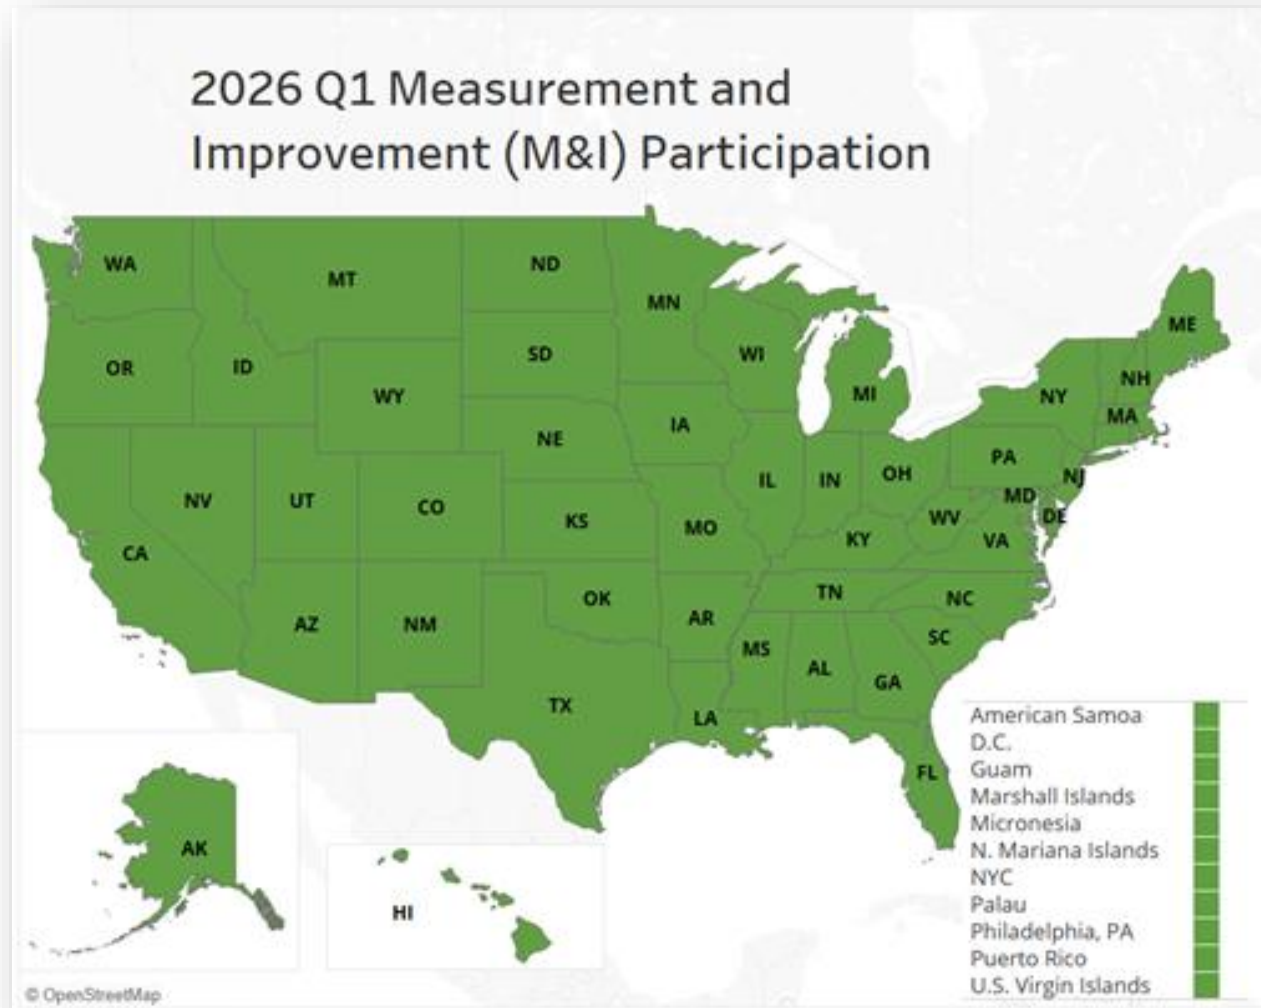 2026 Q1 Measurement and
Improvement (M&I) Participation
WA
MT
ND
MN
OR
ID
WY
SD
WI
MI
ME
NH
NY
MA
NV
UT
CO
NE
IA
IL
IN
OH
PA
NJ
MD
DE
CA
KS
MO
KY
WV
VA
AZ
NM
OK
AR
TN
NC
SC
TX
LA
MS
AL
GA
FL
AK
HI
American Samoa
D.C.
Guam
Marshall Islands
Micronesia
N. Mariana Islands
NYC
Palau
Philadelphia, PA
Puerto Rico
U.S. Virgin Islands
© OpenStreetMap